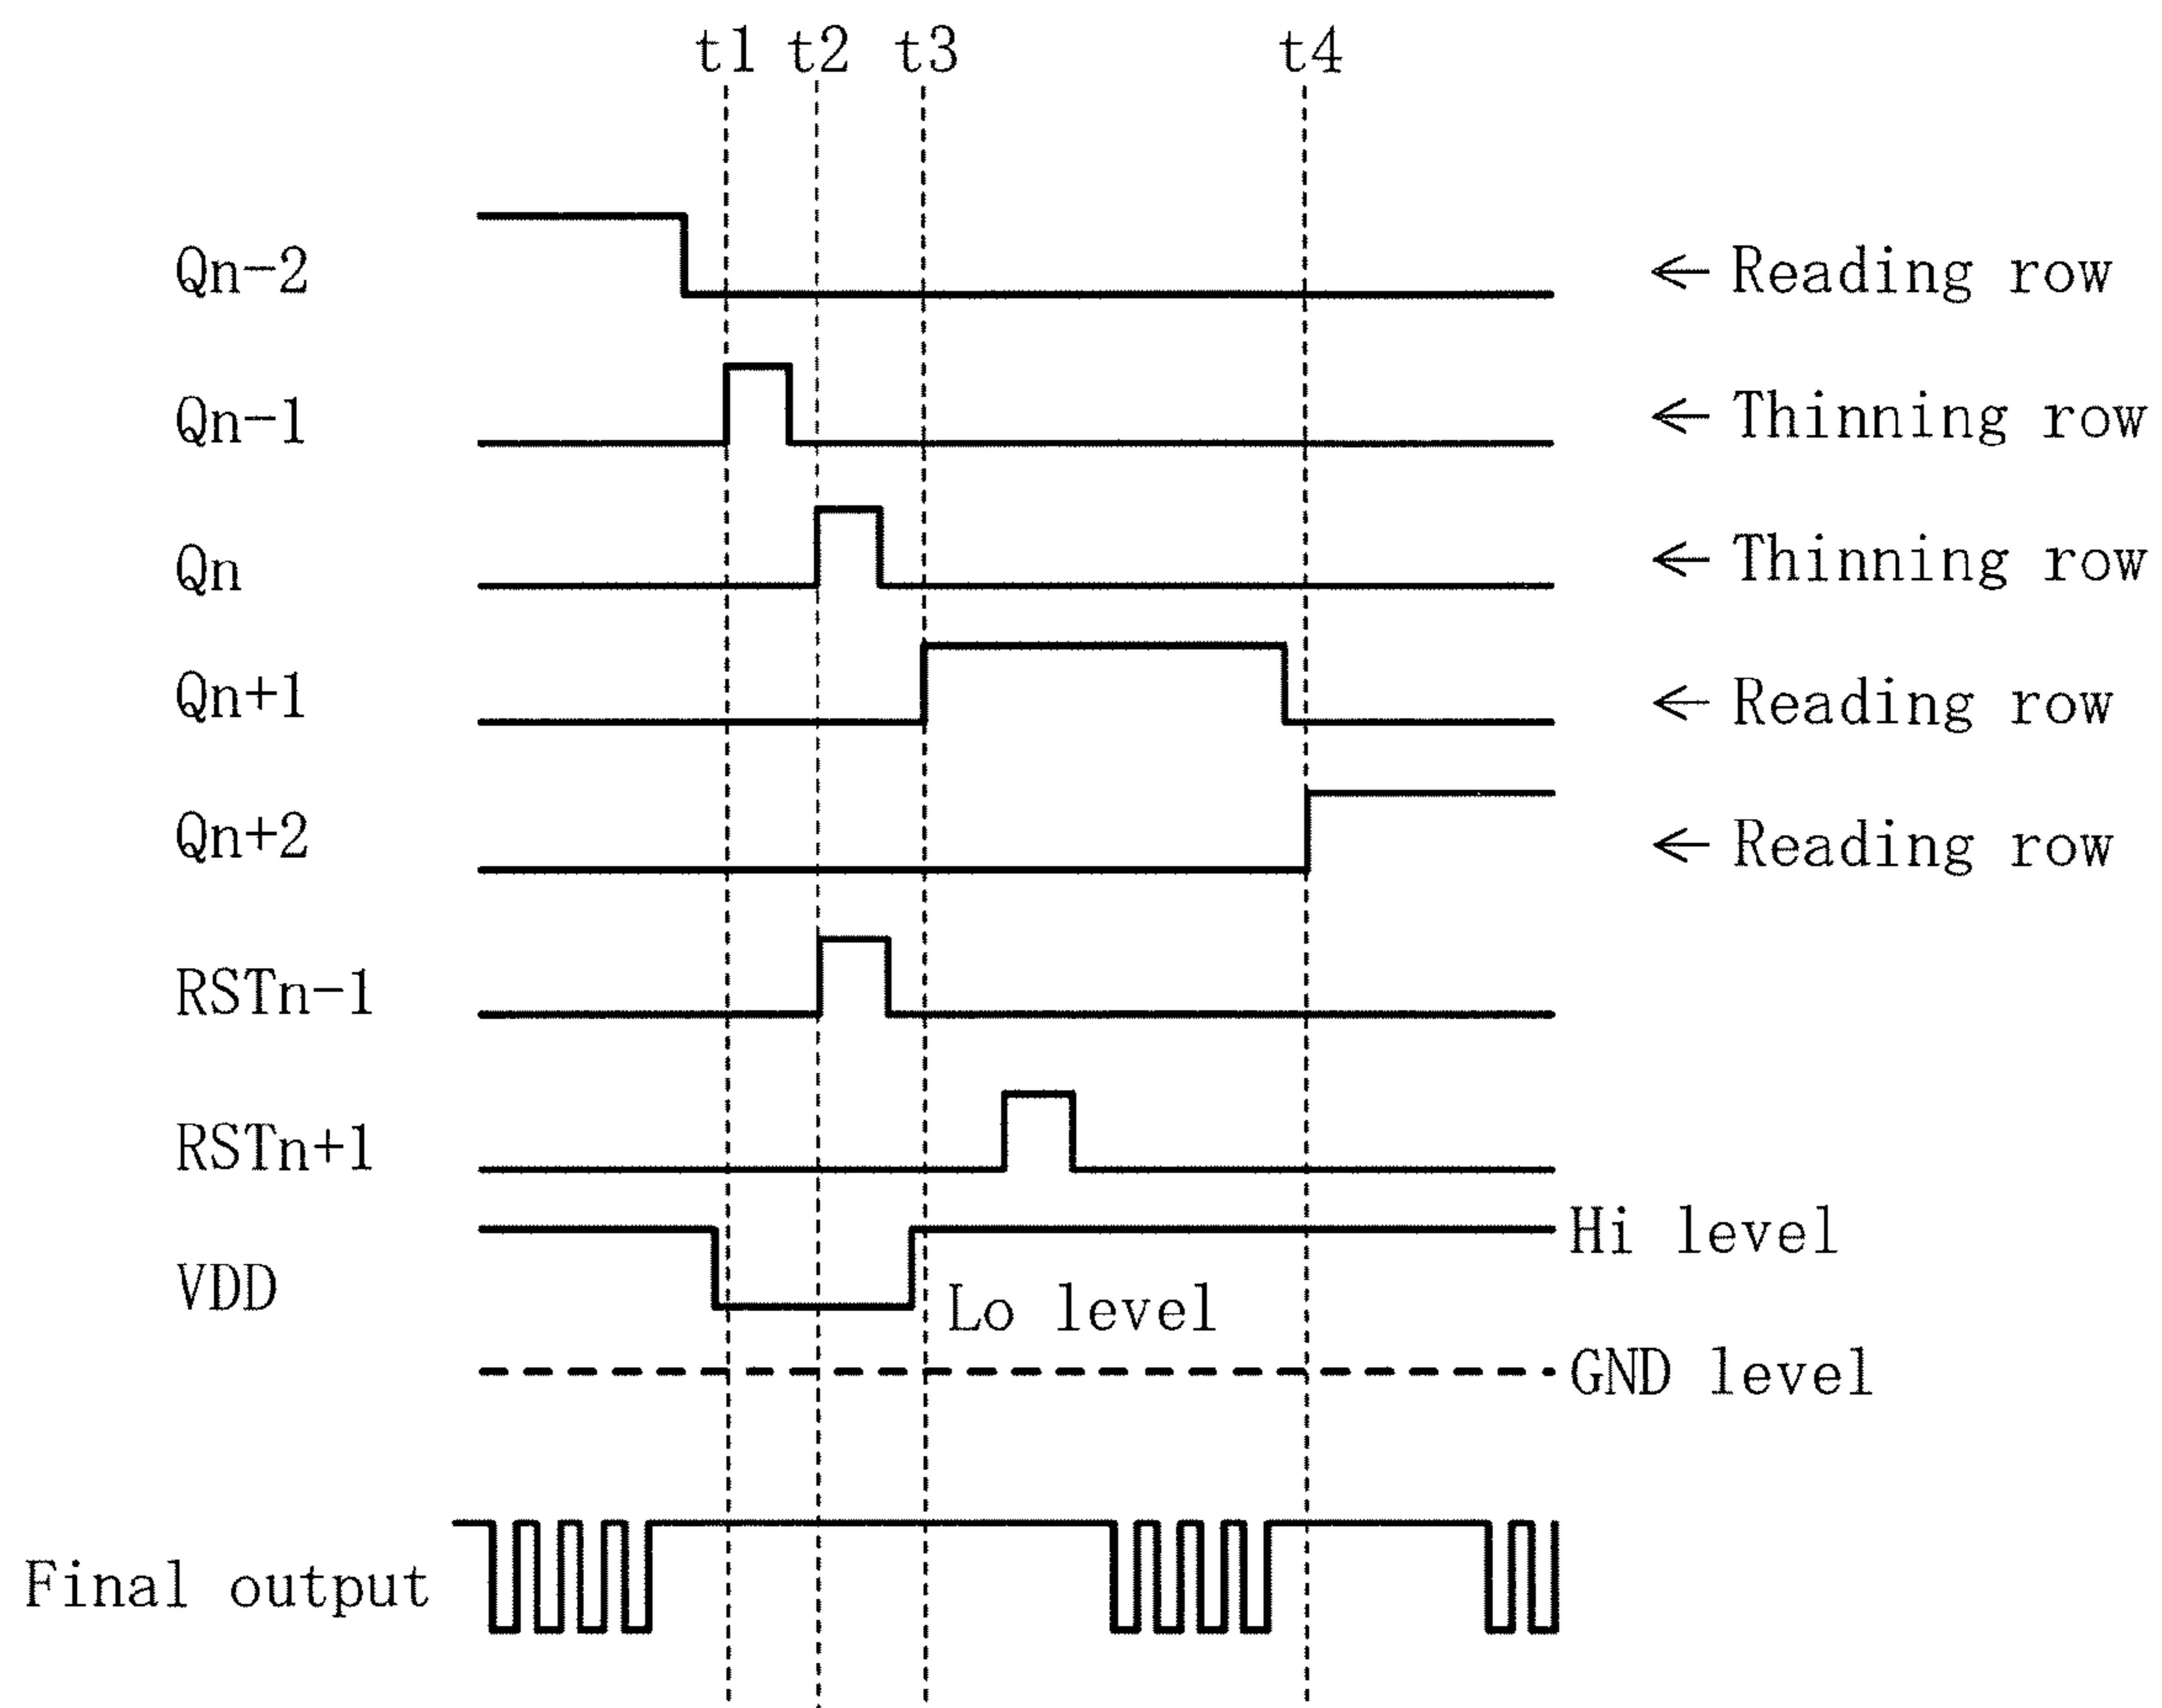 t1 t2 t3 t4
Qn-2 ← Reading row
Qn-1 ← Thinning row
Qn ← Thinning row
Qn+1 ← Reading row
Qn+2 ← Reading row
RSTn-1
RSTn+1
Hi level
VDD
Lo level
GND level
Final output